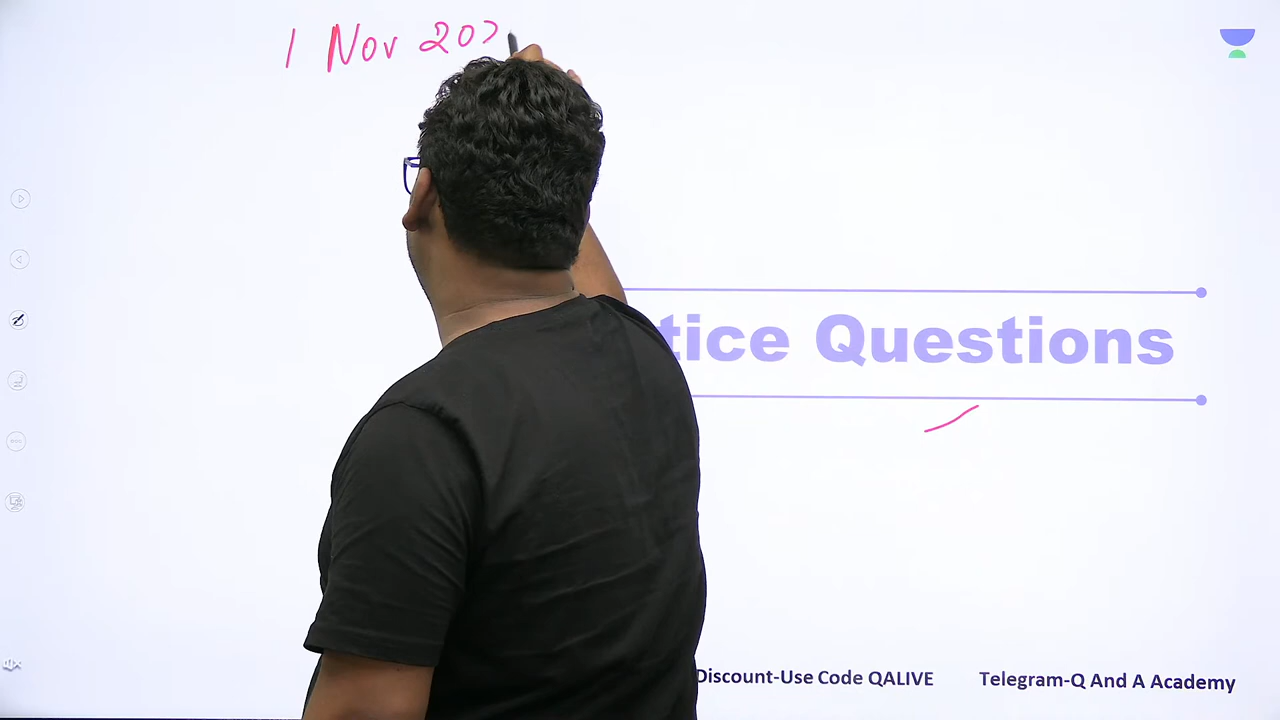 1 Nov 202
tice Questions
Discount-Use Code QALIVE Telegram-Q And A Academy